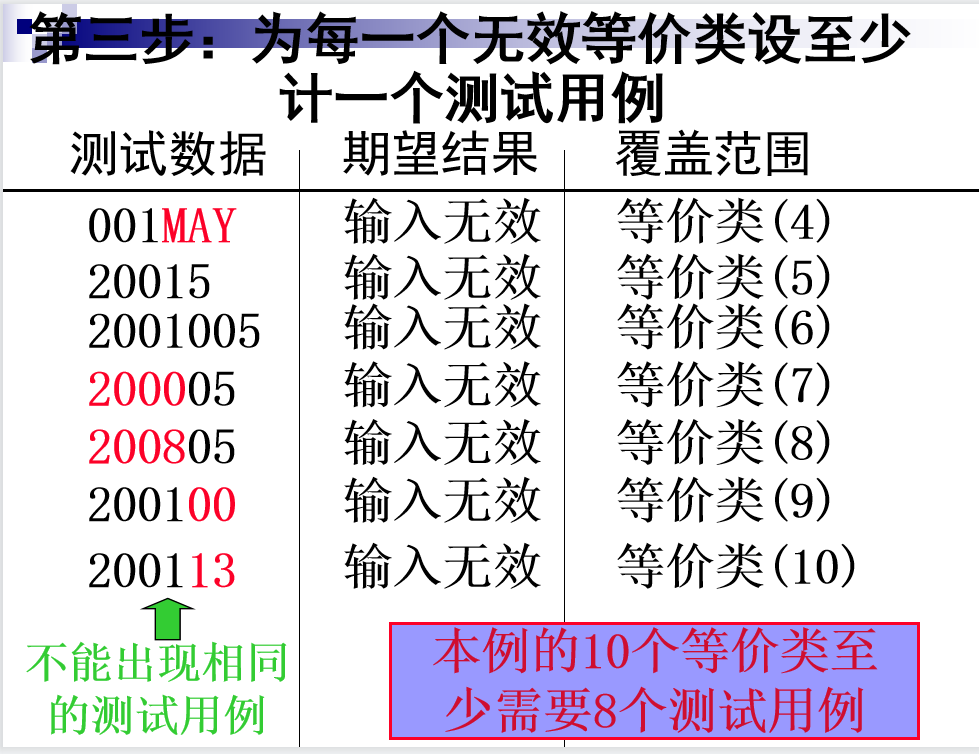 第三步：为每一个无效等价类设至少
计一个测试用例
测试数据 期望结果 覆盖范围
001MAY 输入无效 等价类(4)
20015 输入无效 等价类(5)
2001005 输入无效 等价类(6)
200005 输入无效 等价类(7)
200805 输入无效 等价类(8)
200100 输入无效 等价类(9)
200113 输入无效 等价类(10)
不能出现相同
的测试用例
本例的10个等价类至
少需要8个测试用例